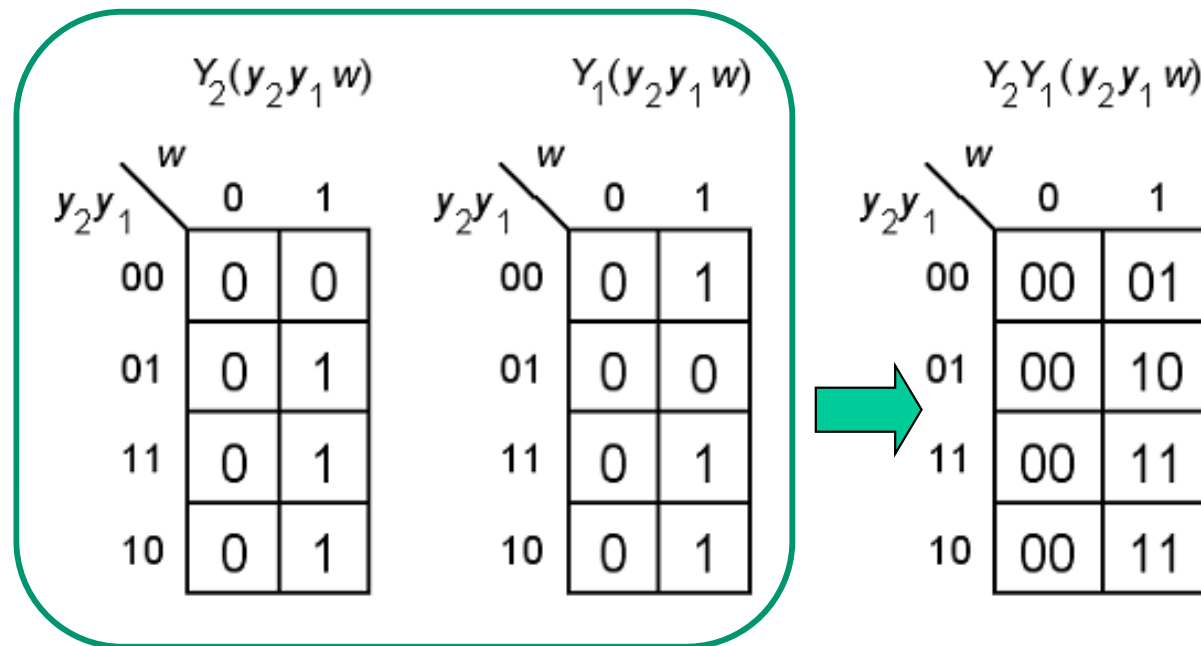 Y₂(y₂y₁w) Y₁(y₂y₁w) Y₂Y₁(y₂y₁w)
w w w
y₂y₁ 0 1 y₂y₁ 0 1 y₂y₁ 0 1
00 0 0 00 0 1 00 00 01
01 0 1 01 0 0 01 00 10
11 0 1 11 0 1 11 00 11
10 0 1 10 0 1 10 00 11